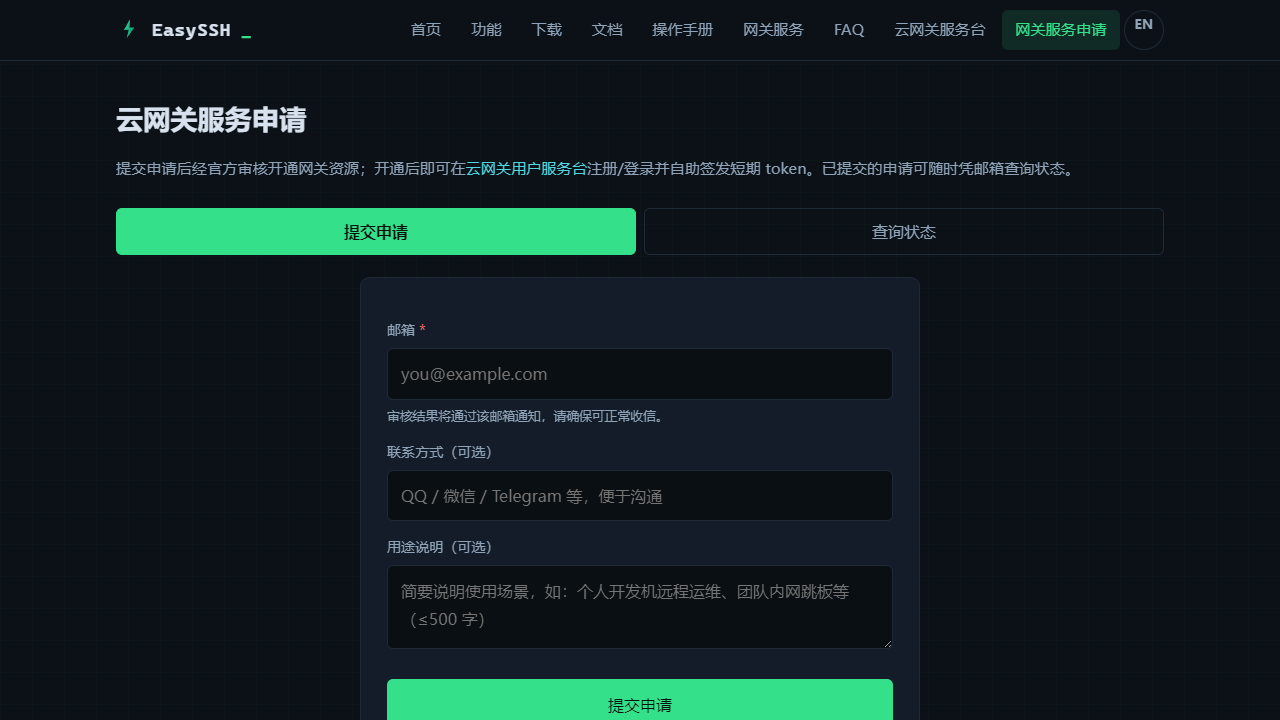 EasySSH _
首页
功能
下载
文档
操作手册
网关服务
FAQ
云网关服务台
网关服务申请
EN
云网关服务申请
提交申请后经官方审核开通网关资源；开通后即可在云网关用户服务台注册/登录并自助签发短期 token。已提交的申请可随时凭邮箱查询状态。
提交申请
查询状态
邮箱 *
you@example.com
审核结果将通过该邮箱通知，请确保可正常收信。
联系方式（可选）
QQ / 微信 / Telegram 等，便于沟通
用途说明（可选）
简要说明使用场景，如：个人开发机远程运维、团队内网跳板等
（≤500 字）
提交申请